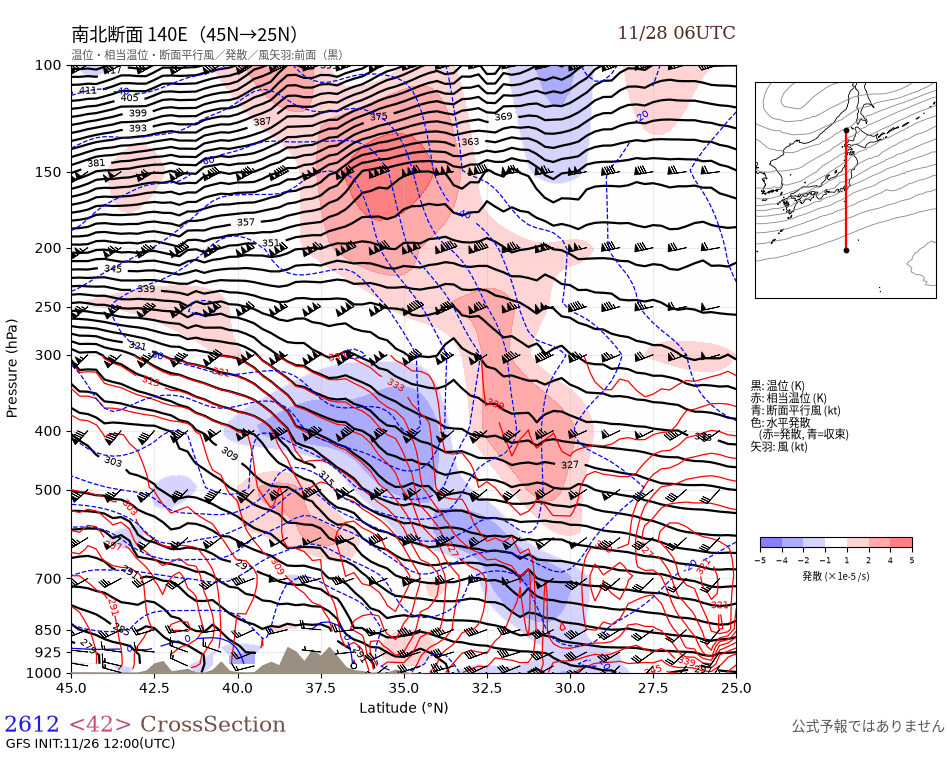 南北断面 140E（45N→25N）
11/28 06UTC
温位・相当温位・断面平行風／発散／風矢羽:前面（黒）
100
150
200
250
300
400
500
700
850
925
1000
Pressure (hPa)
45.0 42.5 40.0 37.5 35.0 32.5 30.0 27.5 25.0
Latitude (°N)
411
405
399
393
387
381
375
369
363
357
351
345
339
321
303
309
315
327
333
黒: 温位 (K)
赤: 相当温位 (K)
青: 断面平行風 (kt)
色: 水平発散
(赤=発散, 青=収束)
矢羽: 風 (kt)
−5 −4 −2 −1 1 2 4 5
発散 (×1e-5 /s)
2612 <42> CrossSection
GFS INIT:11/26 12:00(UTC)
公式予報ではありません